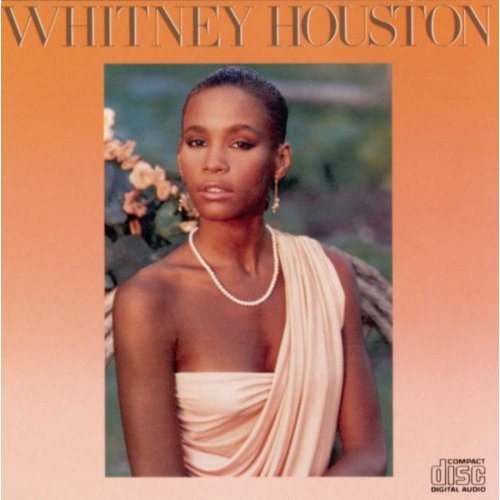 WHITNEY HOUSTON
COMPACT
disc
DIGITAL AUDIO